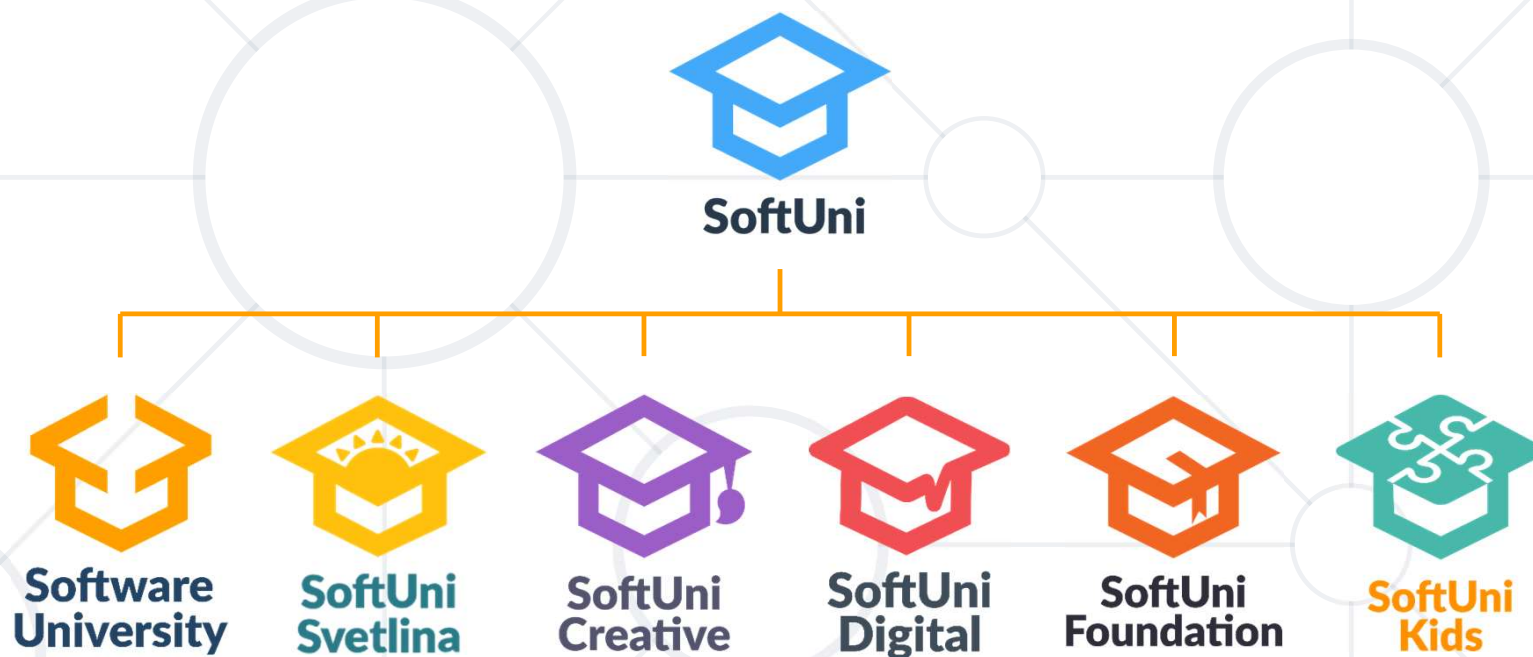 SoftUni
Software
University
SoftUni
Svetlina
SoftUni
Creative
SoftUni
Digital
SoftUni
Foundation
SoftUni
Kids